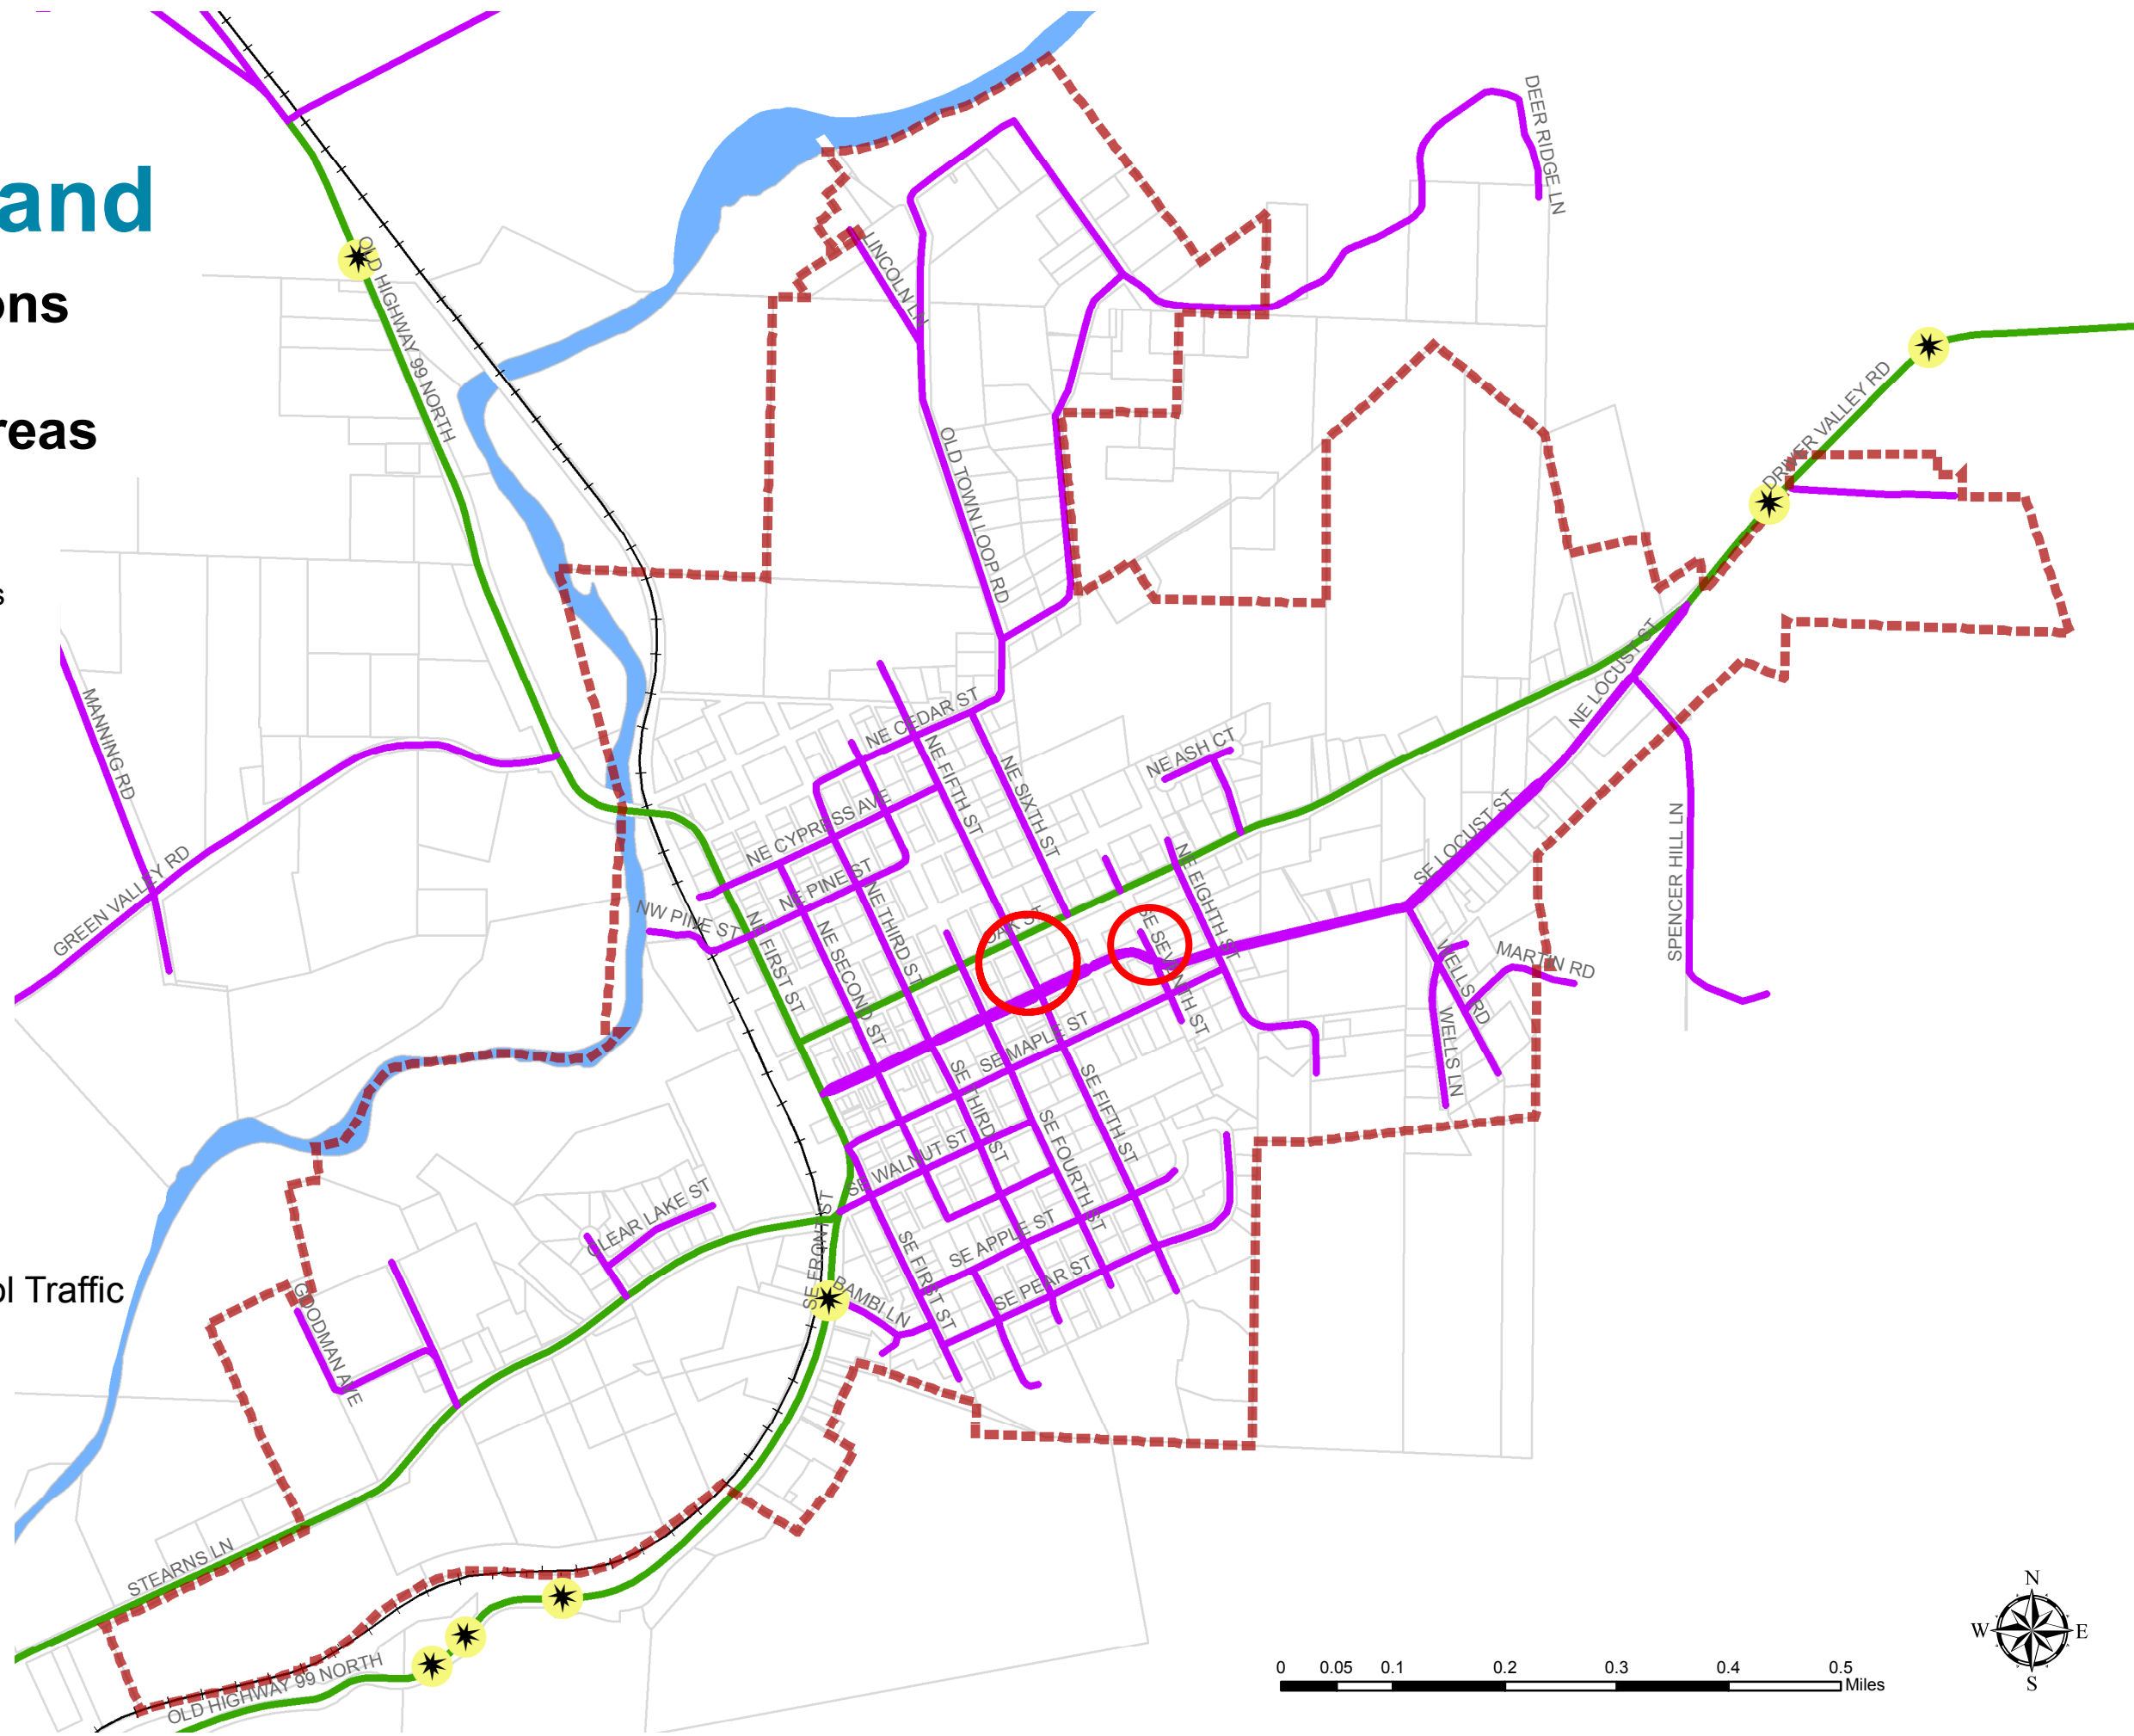 and
ons
reas
s
ol Traffic
DEER RIDGE LN
LINCOLN LN
OLD HIGHWAY 99 NORTH
OLD TOWN LOOP RD
DRIVER VALLEY RD
NE LOCUST ST
MANNING RD
GREEN VALLEY RD
NE CEDAR ST
NE FIFTH ST
NE SIXTH ST
NE ASH CT
NE CYPRESS AVE
NE PINE ST
NW PINE ST
NE FIRST ST
NE SECOND ST
NE THIRD ST
OAK ST
NE EIGHTH ST
SE SEVENTH ST
SE LOCUST ST
SPENCER HILL LN
WELLS RD
MARTIN RD
WELLS LN
SE MAPLE ST
SE THIRD ST
SE FOURTH ST
SE FIFTH ST
SE WALNUT ST
SE APPLE ST
SE PEAR ST
SE FIRST ST
SE FRONT ST
BAMBI LN
CLEAR LAKE ST
GOODMAN AVE
STEARNS LN
OLD HIGHWAY 99 NORTH
0 0.05 0.1 0.2 0.3 0.4 0.5
Miles
N
W E
S